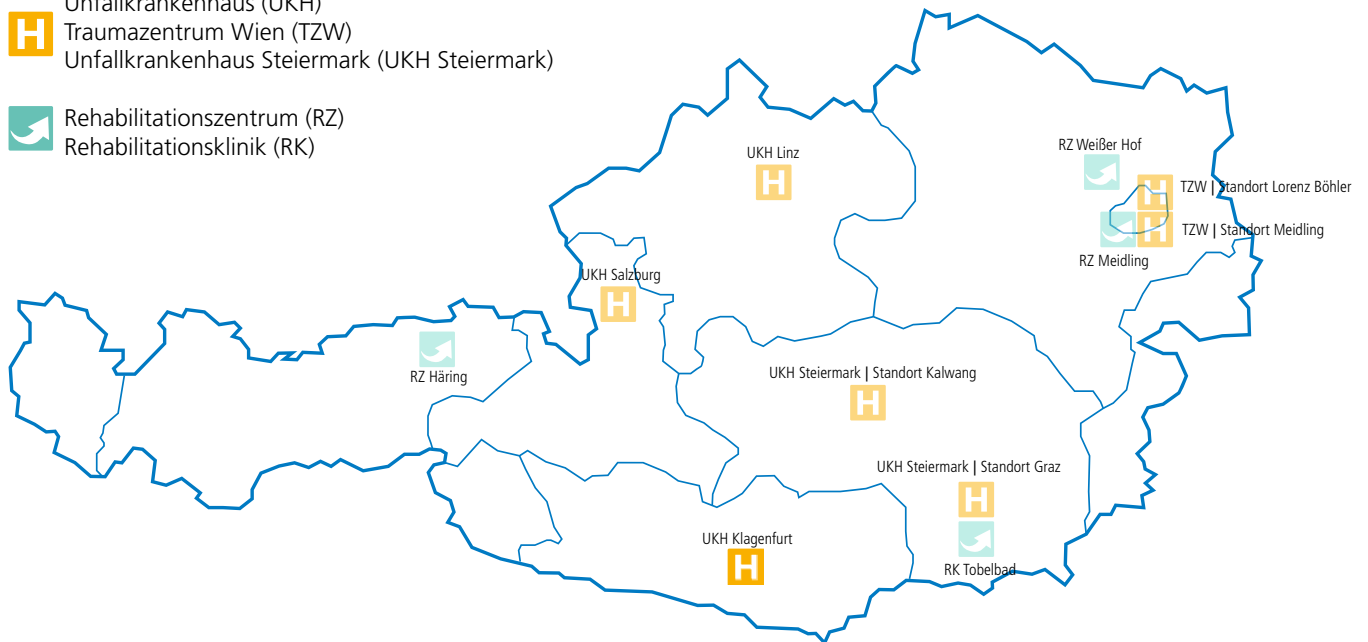 Unfallkrankenhaus (UKH)
H
Traumazentrum Wien (TZW)
Unfallkrankenhaus Steiermark (UKH Steiermark)
Rehabilitationszentrum (RZ)
Rehabilitationsklinik (RK)
UKH Linz
H
RZ Weißer Hof
H
TZW | Standort Lorenz Böhler
H
TZW | Standort Meidling
RZ Meidling
UKH Salzburg
H
RZ Häring
UKH Steiermark | Standort Kalwang
H
UKH Steiermark | Standort Graz
H
RK Tobelbad
UKH Klagenfurt
H